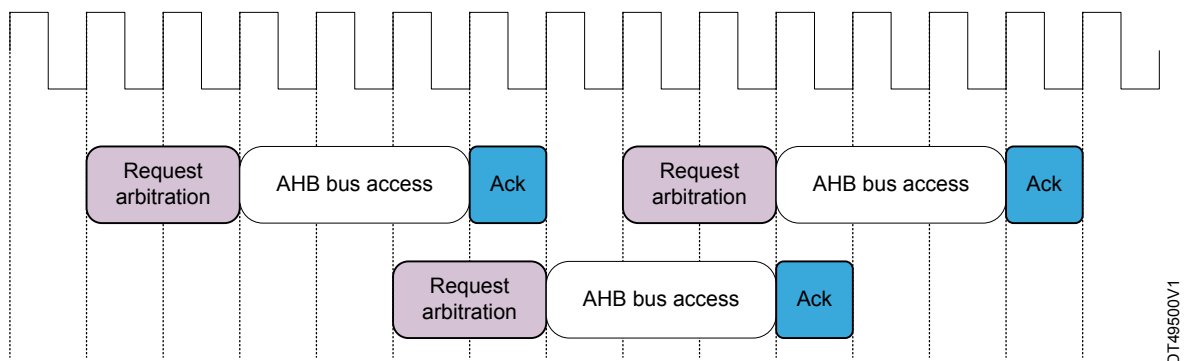 Request
arbitration
AHB bus access
Ack
Request
arbitration
AHB bus access
Ack
Request
arbitration
AHB bus access
Ack
DT49500V1